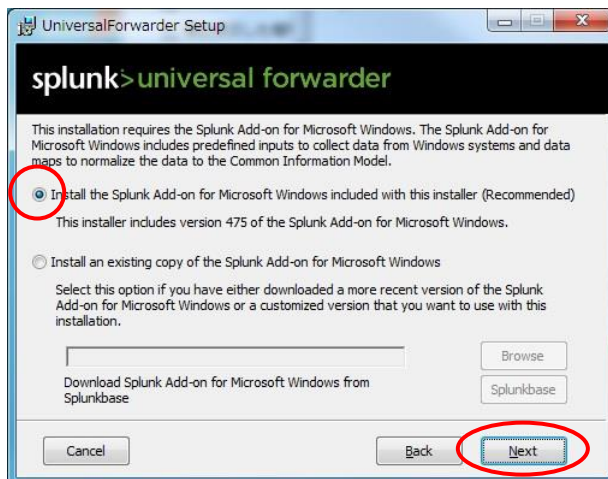 UniversalForwarder Setup
splunk>universal forwarder
This installation requires the Splunk Add-on for Microsoft Windows. The Splunk Add-on for
Microsoft Windows includes predefined inputs to collect data from Windows systems and data
maps to normalize the data to the Common Information Model.
Install the Splunk Add-on for Microsoft Windows included with this installer (Recommended)
This installer includes version 475 of the Splunk Add-on for Microsoft Windows.
Install an existing copy of the Splunk Add-on for Microsoft Windows
Select this option if you have either downloaded a more recent version of the Splunk
Add-on for Microsoft Windows or a customized version that you want to use with this
installation.
Browse
Download Splunk Add-on for Microsoft Windows from
Splunkbase
Splunkbase
Cancel
Back
Next